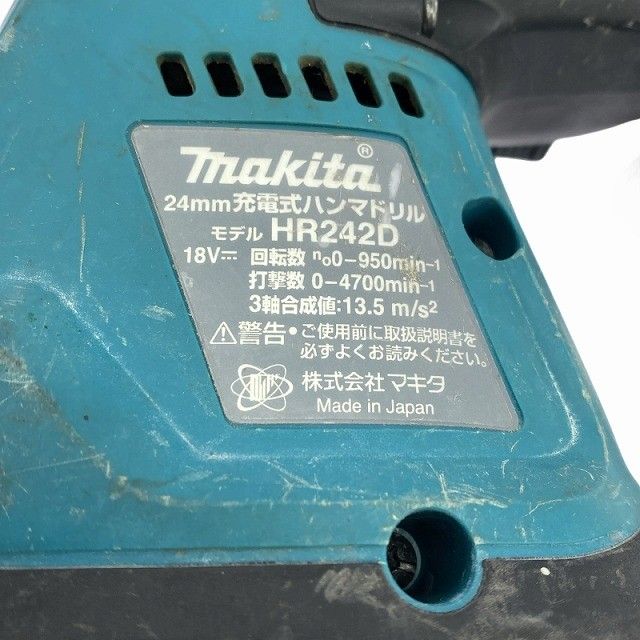 makita®
24mm充電式ハンマドリル
モデル HR242D
18V⎓ 回転数 n₀0-950min-1
打撃数 0-4700min-1
3軸合成値:13.5 m/s²
⚠警告・ご使用前に取扱説明書を
必ずよくお読みください。
株式会社 マキタ
Made in Japan